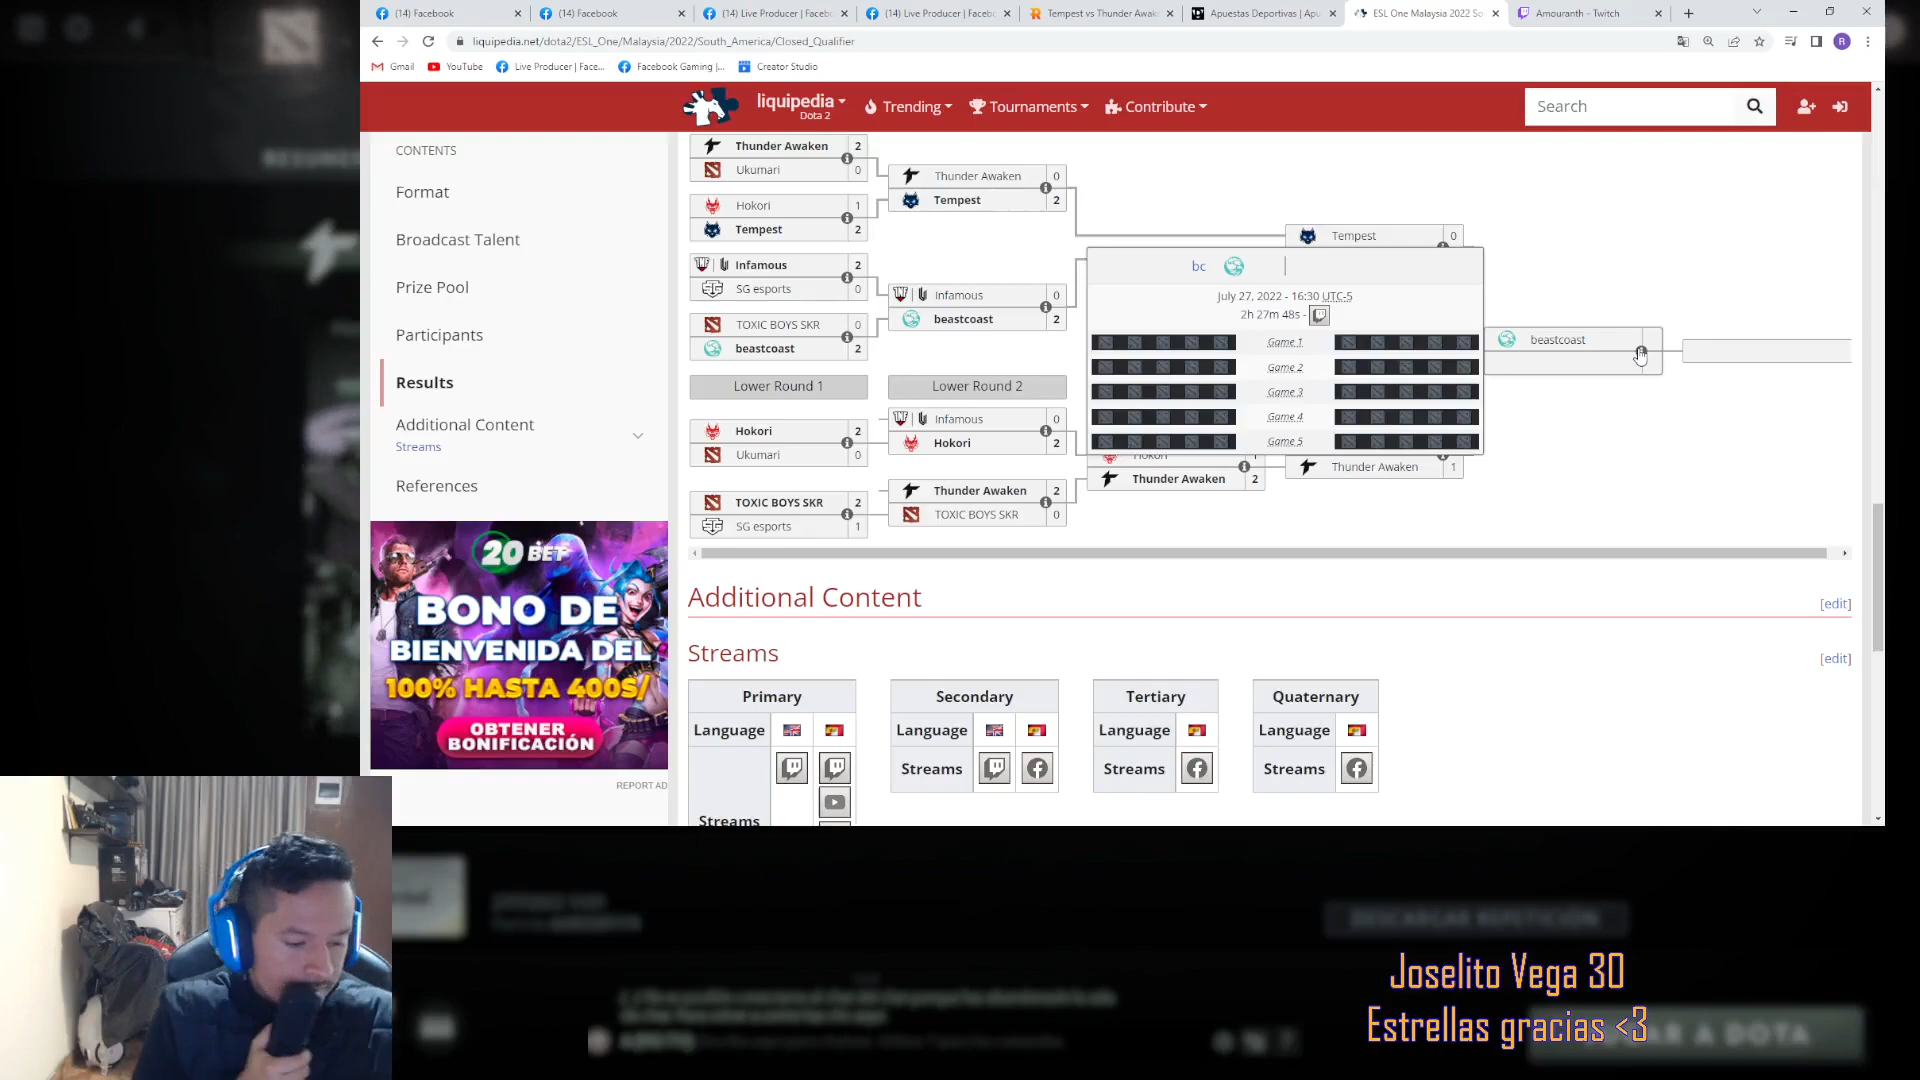 (14) Facebook
(14) Facebook
(14) Live Producer | Faceb
(14) Live Producer | Faceb
Tempest vs Thunder Awake
Apuestas Deportivas | Apu
ESL One Malaysia 2022 So
Amouranth - Twitch
liquipedia.net/dota2/ESL_One/Malaysia/2022/South_America/Closed_Qualifier
R
Gmail
YouTube
Live Producer | Face...
Facebook Gaming |...
Creator Studio
liquipedia
Dota 2
Trending
Tournaments
Contribute
Search
CONTENTS
Format
Broadcast Talent
Prize Pool
Participants
Results
Additional Content
Streams
References
20 BET
BONO DE
BIENVENIDA DEL
100% HASTA 400S/
OBTENER
BONIFICACIÓN
REPORT AD
Thunder Awaken 2
Ukumari 0
Hokori 1
Tempest 2
Infamous 2
SG esports 0
TOXIC BOYS SKR 0
beastcoast 2
Thunder Awaken 0
Tempest 2
Infamous 0
beastcoast 2
Tempest 0
bc
July 27, 2022 - 16:30 UTC-5
2h 27m 48s -
Game 1
Game 2
Game 3
Game 4
Game 5
beastcoast
Lower Round 1
Lower Round 2
Hokori 2
Ukumari 0
TOXIC BOYS SKR 2
SG esports 1
Infamous 0
Hokori 2
Thunder Awaken 2
TOXIC BOYS SKR 0
Hokori
Thunder Awaken 2
Thunder Awaken 1
Additional Content
[edit]
Streams
[edit]
Primary
Language
Streams
Secondary
Language
Streams
Tertiary
Language
Streams
Quaternary
Language
Streams
DESCARGAR REPETICIÓN
Joselito Vega 30
Estrellas gracias <3
A DOTA